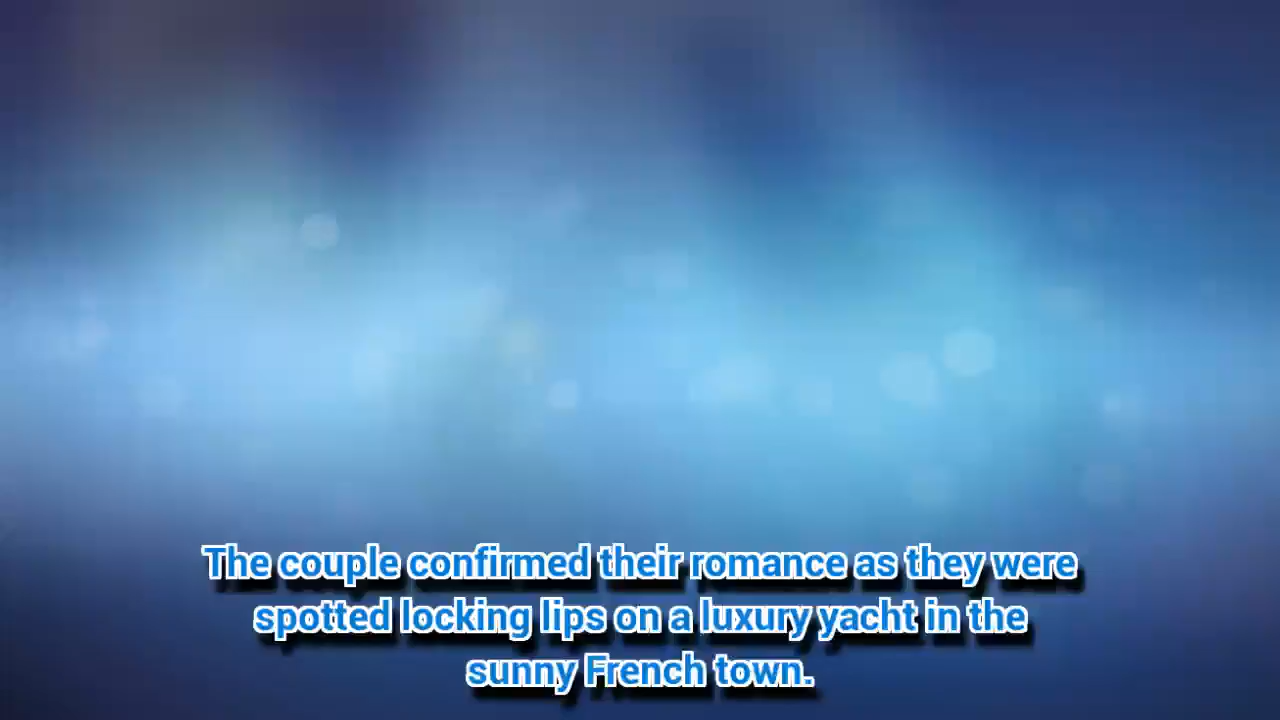 The couple confirmed their romance as they were
spotted locking lips on a luxury yacht in the
sunny French town.